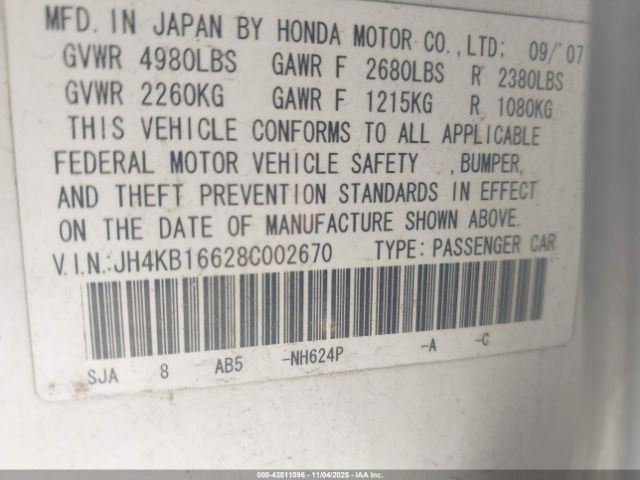 MFD. IN JAPAN BY HONDA MOTOR CO.,LTD: 09/'07
GVWR 4980LBS GAWR F 2680LBS R 2380LBS
GVWR 2260KG GAWR F 1215KG R 1080KG
THIS VEHICLE CONFORMS TO ALL APPLICABLE
FEDERAL MOTOR VEHICLE SAFETY ,BUMPER,
AND THEFT PREVENTION STANDARDS IN EFFECT
ON THE DATE OF MANUFACTURE SHOWN ABOVE.
V.I.N.:JH4KB16628C002670 TYPE: PASSENGER CAR
SJA 8 AB5 -NH624P -A -C
000-43511096 - 11/04/2025 - IAA Inc.